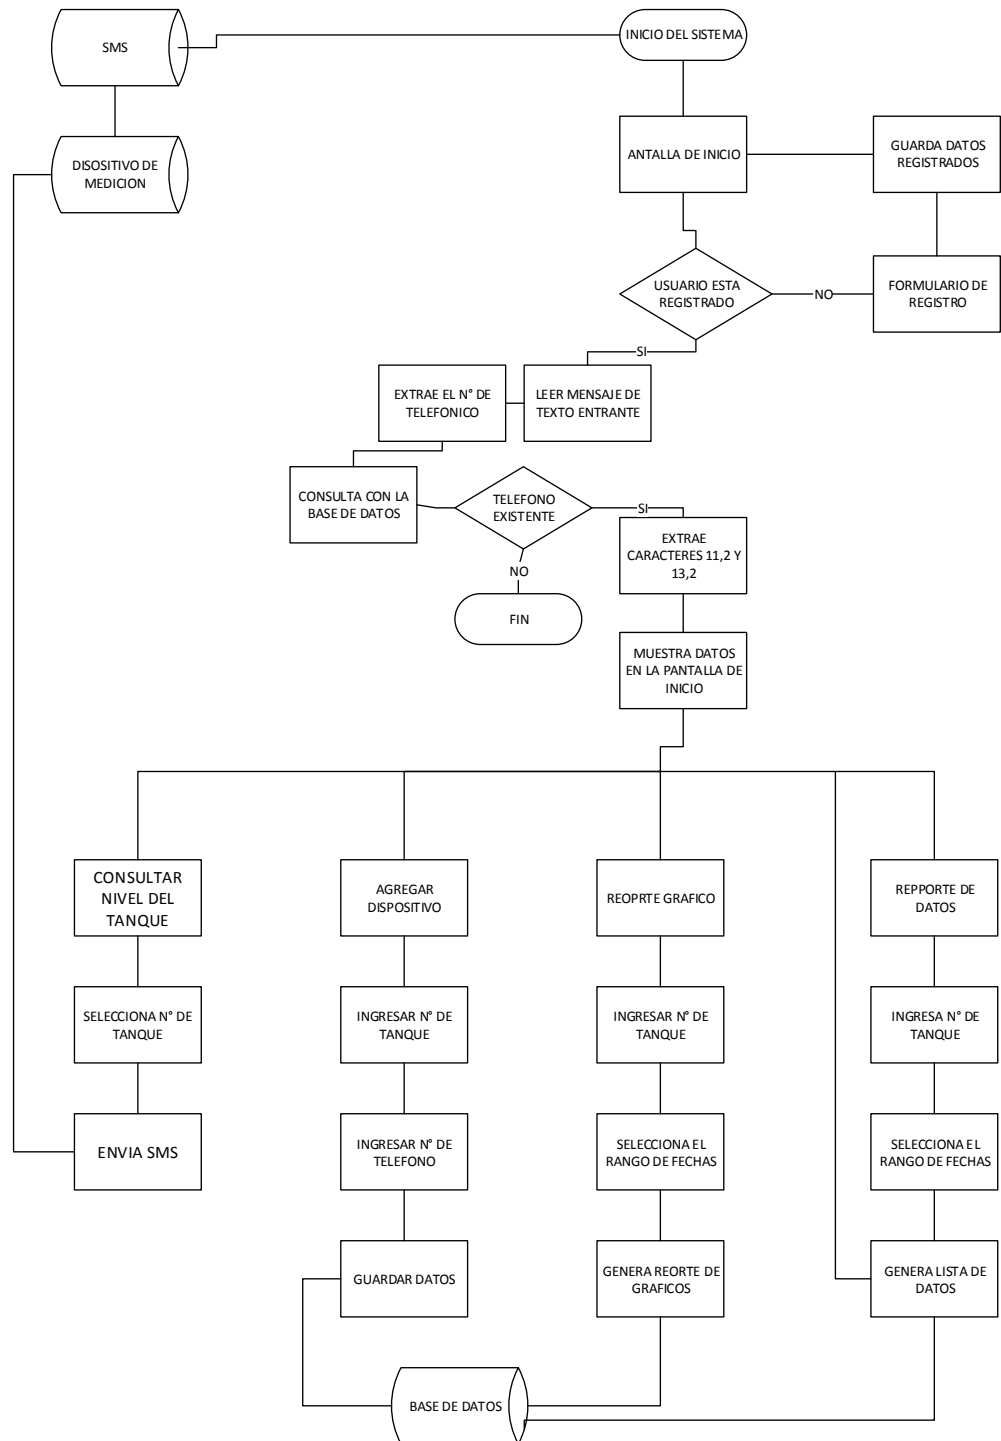 SMS
INICIO DEL SISTEMA
DISOSITIVO DE
MEDICION
ANTALLA DE INICIO
GUARDA DATOS
REGISTRADOS
USUARIO ESTA
REGISTRADO
NO
FORMULARIO DE
REGISTRO
SI
EXTRAE EL N° DE
TELEFONICO
LEER MENSAJE DE
TEXTO ENTRANTE
CONSULTA CON LA
BASE DE DATOS
TELEFONO
EXISTENTE
SI
EXTRAE
CARACTERES 11,2 Y
13,2
NO
FIN
MUESTRA DATOS
EN LA PANTALLA DE
INICIO
CONSULTAR
NIVEL DEL
TANQUE
AGREGAR
DISPOSITIVO
REOPRTE GRAFICO
REPPORTE DE
DATOS
SELECCIONA N° DE
TANQUE
INGRESAR N° DE
TANQUE
INGRESAR N° DE
TANQUE
INGRESA N° DE
TANQUE
ENVIA SMS
INGRESAR N° DE
TELEFONO
SELECCIONA EL
RANGO DE FECHAS
SELECCIONA EL
RANGO DE FECHAS
GUARDAR DATOS
GENERA REORTE DE
GRAFICOS
GENERA LISTA DE
DATOS
BASE DE DATOS